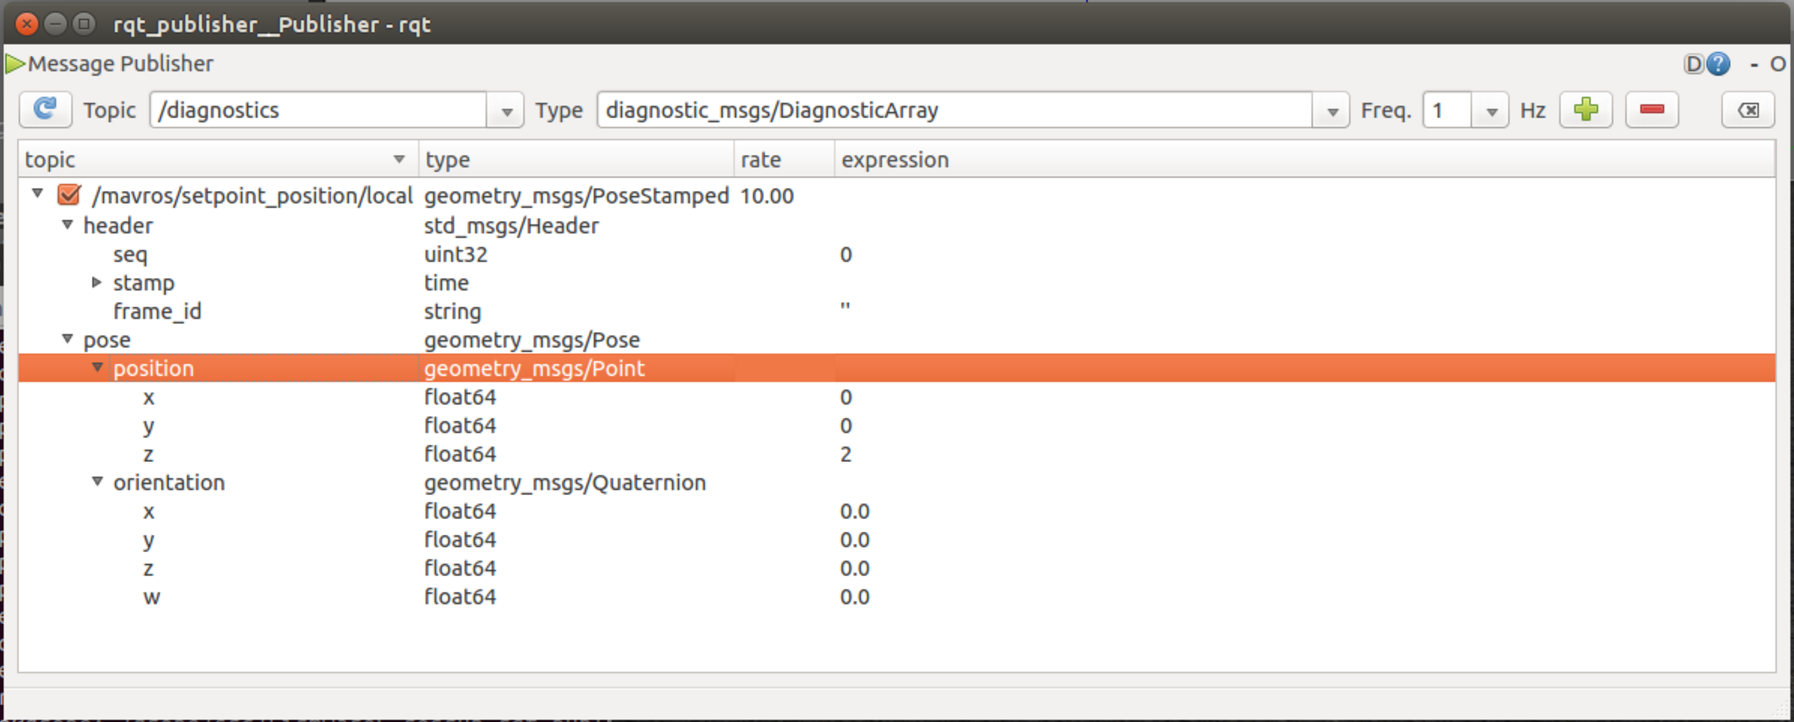 rqt_publisher__Publisher - rqt
Message Publisher D ? - O
Topic /diagnostics Type diagnostic_msgs/DiagnosticArray Freq. 1 Hz
topic type rate expression
/mavros/setpoint_position/local geometry_msgs/PoseStamped 10.00
header std_msgs/Header
seq uint32 0
stamp time
frame_id string ''
pose geometry_msgs/Pose
position geometry_msgs/Point
x float64 0
y float64 0
z float64 2
orientation geometry_msgs/Quaternion
x float64 0.0
y float64 0.0
z float64 0.0
w float64 0.0